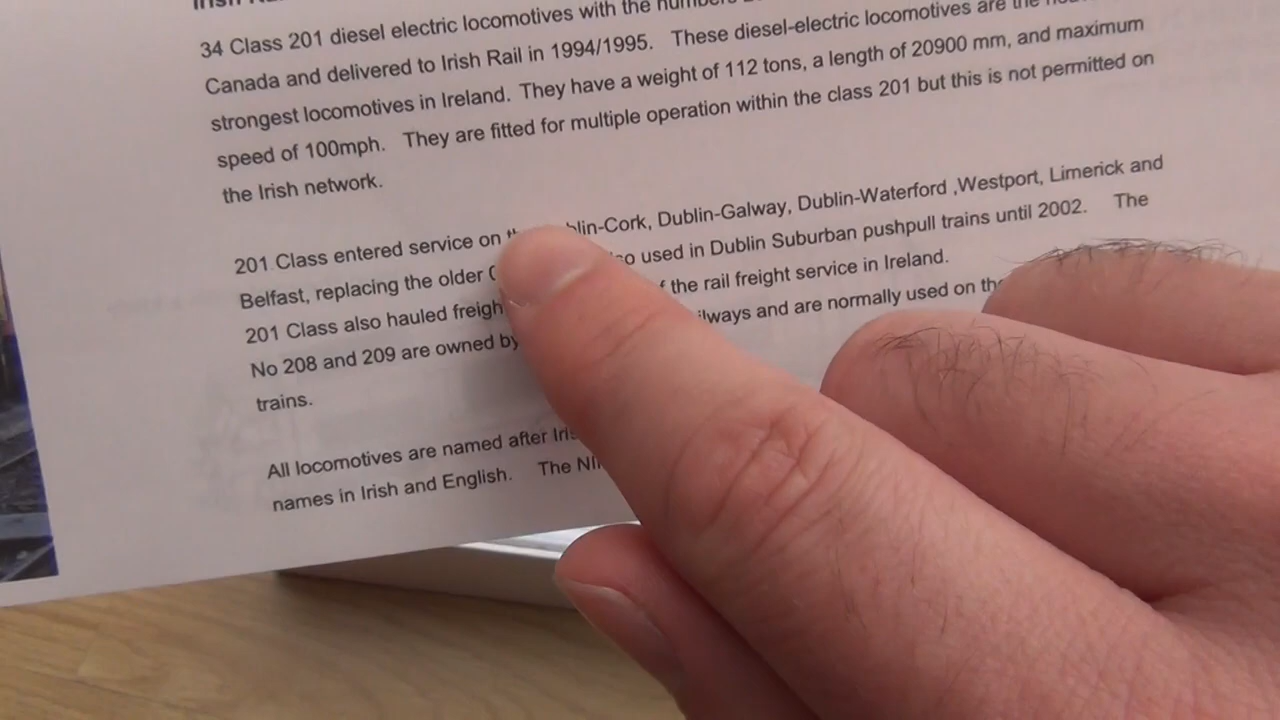 34 Class 201 diesel electric locomotives with the numbers
Canada and delivered to Irish Rail in 1994/1995. These diesel-electric locomotives are the
strongest locomotives in Ireland. They have a weight of 112 tons, a length of 20900 mm, and maximum
speed of 100mph. They are fitted for multiple operation within the class 201 but this is not permitted on
the Irish network.
201 Class entered service on blin-Cork, Dublin-Galway, Dublin-Waterford ,Westport, Limerick and
Belfast, replacing the older so used in Dublin Suburban pushpull trains until 2002. The
201 Class also hauled freigh the rail freight service in Ireland.
No 208 and 209 are owned by ilways and are normally used on the
trains.
All locomotives are named after
names in Irish and English. The